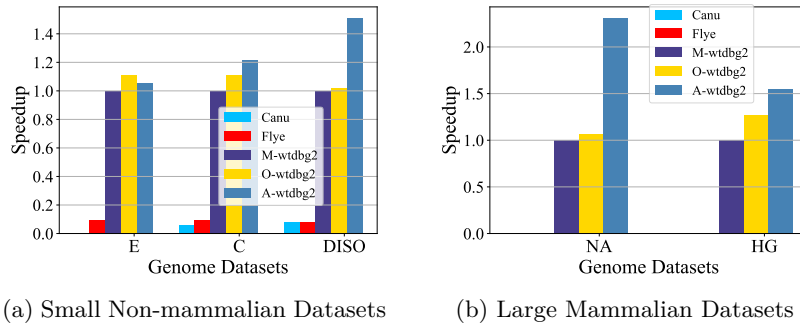 Speedup
1.4
1.2
1.0
0.8
0.6
0.4
0.2
0.0
Canu
Flye
M-wtdbg2
O-wtdbg2
A-wtdbg2
E C DISO
Genome Datasets
(a) Small Non-mammalian Datasets
Speedup
2.0
1.5
1.0
0.5
0.0
Canu
Flye
M-wtdbg2
O-wtdbg2
A-wtdbg2
NA HG
Genome Datasets
(b) Large Mammalian Datasets